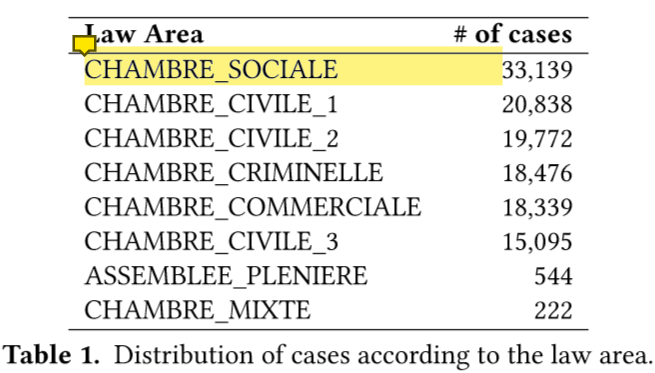 Law Area # of cases
CHAMBRE_SOCIALE 33,139
CHAMBRE_CIVILE_1 20,838
CHAMBRE_CIVILE_2 19,772
CHAMBRE_CRIMINELLE 18,476
CHAMBRE_COMMERCIALE 18,339
CHAMBRE_CIVILE_3 15,095
ASSEMBLEE_PLENIERE 544
CHAMBRE_MIXTE 222
Table 1. Distribution of cases according to the law area.